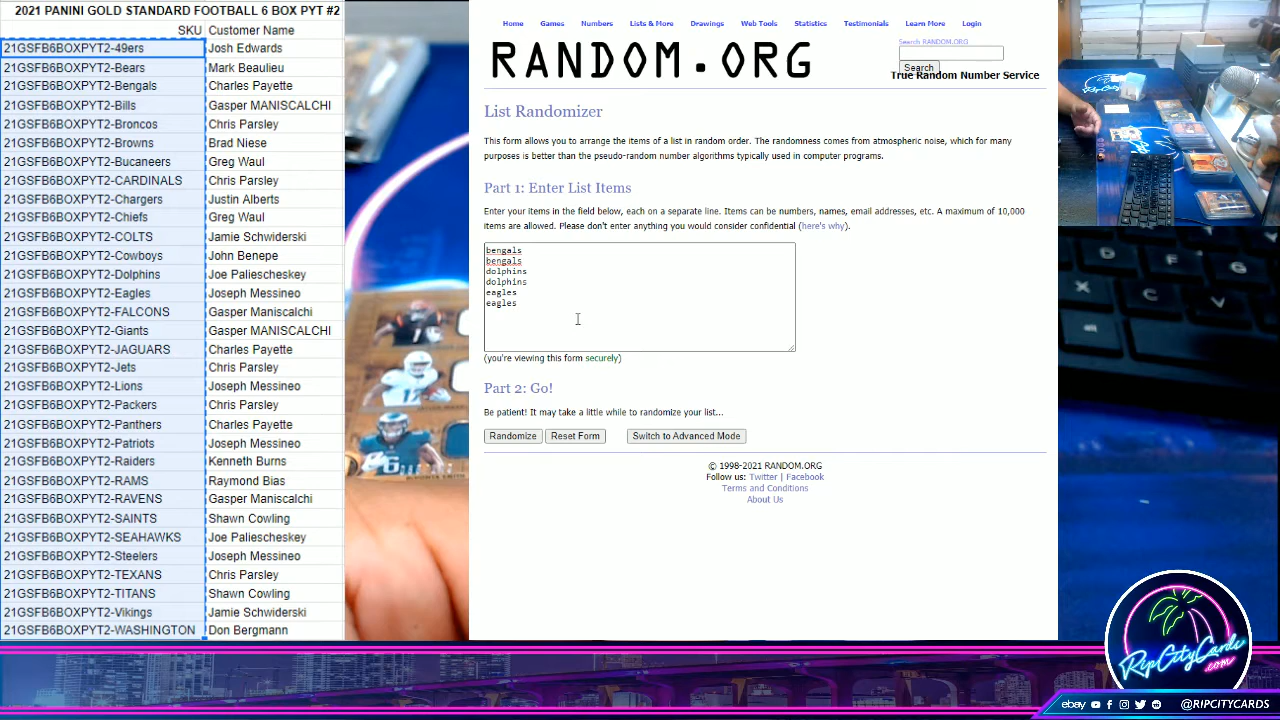 2021 PANINI GOLD STANDARD FOOTBALL 6 BOX PYT #2
SKU Customer Name
21GSFB6BOXPYT2-49ers Josh Edwards
21GSFB6BOXPYT2-Bears Mark Beaulieu
21GSFB6BOXPYT2-Bengals Charles Payette
21GSFB6BOXPYT2-Bills Gasper MANISCALCHI
21GSFB6BOXPYT2-Broncos Chris Parsley
21GSFB6BOXPYT2-Browns Brad Niese
21GSFB6BOXPYT2-Bucaneers Greg Waul
21GSFB6BOXPYT2-CARDINALS Chris Parsley
21GSFB6BOXPYT2-Chargers Justin Alberts
21GSFB6BOXPYT2-Chiefs Greg Waul
21GSFB6BOXPYT2-COLTS Jamie Schwiderski
21GSFB6BOXPYT2-Cowboys John Benepe
21GSFB6BOXPYT2-Dolphins Joe Paliescheskey
21GSFB6BOXPYT2-Eagles Joseph Messineo
21GSFB6BOXPYT2-FALCONS Gasper Maniscalchi
21GSFB6BOXPYT2-Giants Gasper MANISCALCHI
21GSFB6BOXPYT2-JAGUARS Charles Payette
21GSFB6BOXPYT2-Jets Chris Parsley
21GSFB6BOXPYT2-Lions Joseph Messineo
21GSFB6BOXPYT2-Packers Chris Parsley
21GSFB6BOXPYT2-Panthers Charles Payette
21GSFB6BOXPYT2-Patriots Joseph Messineo
21GSFB6BOXPYT2-Raiders Kenneth Burns
21GSFB6BOXPYT2-RAMS Raymond Bias
21GSFB6BOXPYT2-RAVENS Gasper Maniscalchi
21GSFB6BOXPYT2-SAINTS Shawn Cowling
21GSFB6BOXPYT2-SEAHAWKS Joe Paliescheskey
21GSFB6BOXPYT2-Steelers Joseph Messineo
21GSFB6BOXPYT2-TEXANS Chris Parsley
21GSFB6BOXPYT2-TITANS Shawn Cowling
21GSFB6BOXPYT2-Vikings Jamie Schwiderski
21GSFB6BOXPYT2-WASHINGTON Don Bergmann
Home Games Numbers Lists & More Drawings Web Tools Statistics Testimonials Learn More Login
RANDOM.ORG
Search RANDOM.ORG
Search
True Random Number Service
List Randomizer
This form allows you to arrange the items of a list in random order. The randomness comes from atmospheric noise, which for many
purposes is better than the pseudo-random number algorithms typically used in computer programs.
Part 1: Enter List Items
Enter your items in the field below, each on a separate line. Items can be numbers, names, email addresses, etc. A maximum of 10,000
items are allowed. Please don't enter anything you would consider confidential (here's why).
bengals
bengals
dolphins
dolphins
eagles
eagles
(you're viewing this form securely)
Part 2: Go!
Be patient! It may take a little while to randomize your list...
Randomize Reset Form Switch to Advanced Mode
© 1998-2021 RANDOM.ORG
Follow us: Twitter | Facebook
Terms and Conditions
About Us
RipCityCards
.com
ebay @RIPCITYCARDS